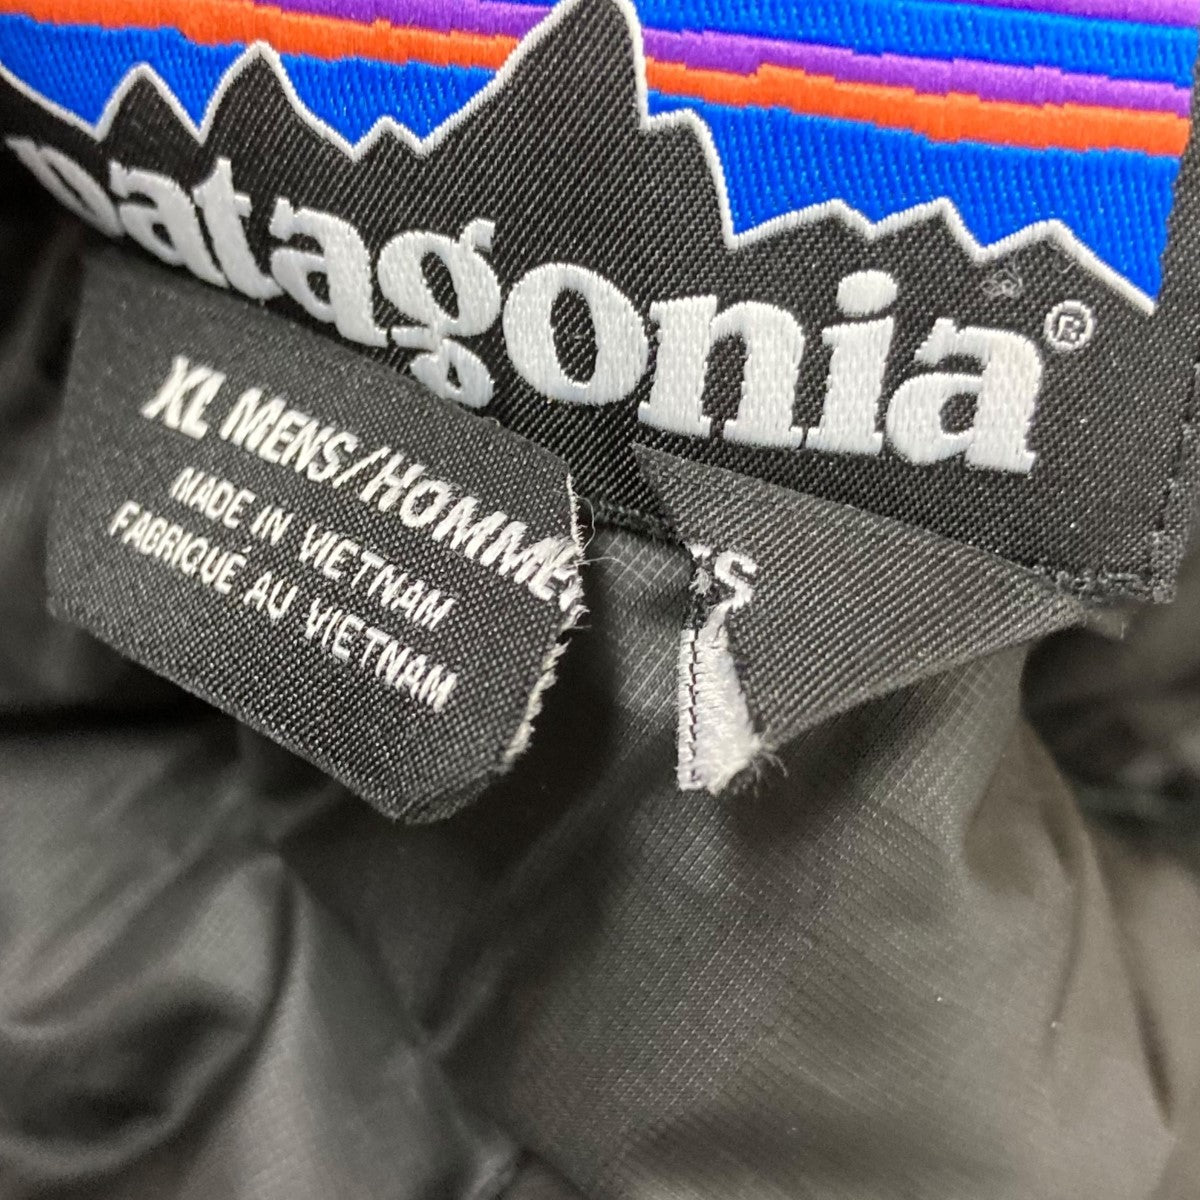 patagonia®
XL MENS/HOMMES
MADE IN VIETNAM
FABRIQUÉ AU VIETNAM